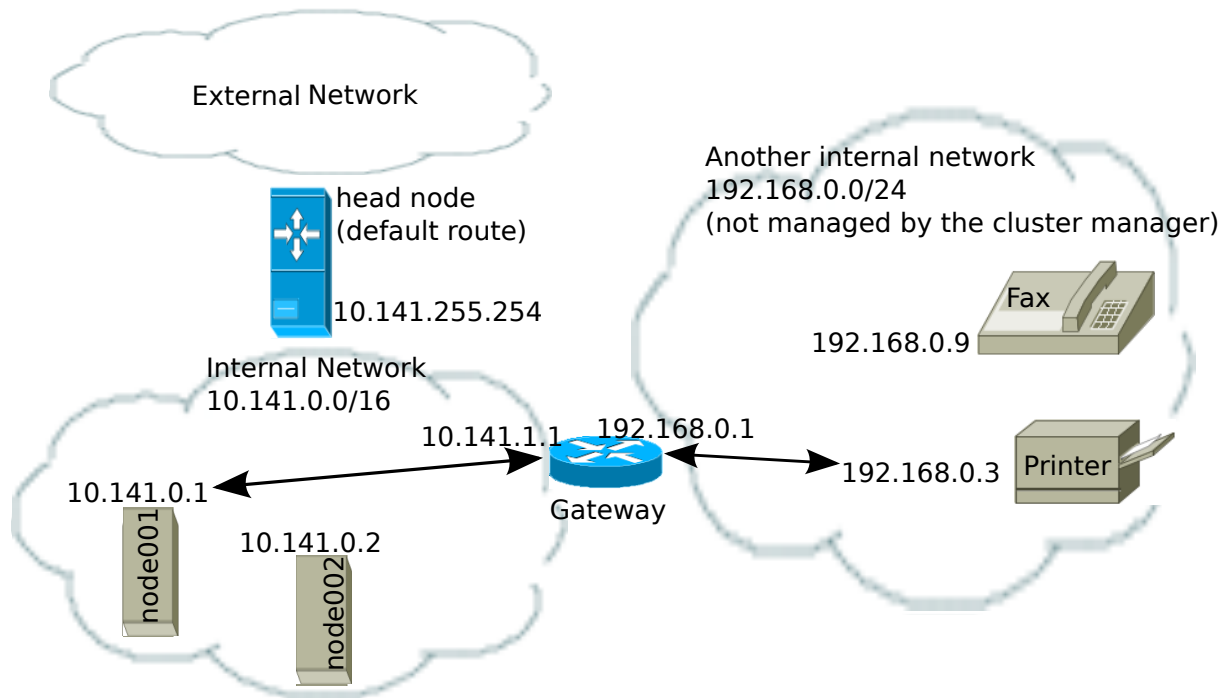 External Network
head node
(default route)
10.141.255.254
Another internal network
192.168.0.0/24
(not managed by the cluster manager)
Fax
192.168.0.9
Internal Network
10.141.0.0/16
10.141.1.1
192.168.0.1
Gateway
192.168.0.3
Printer
10.141.0.1
node001
10.141.0.2
node002